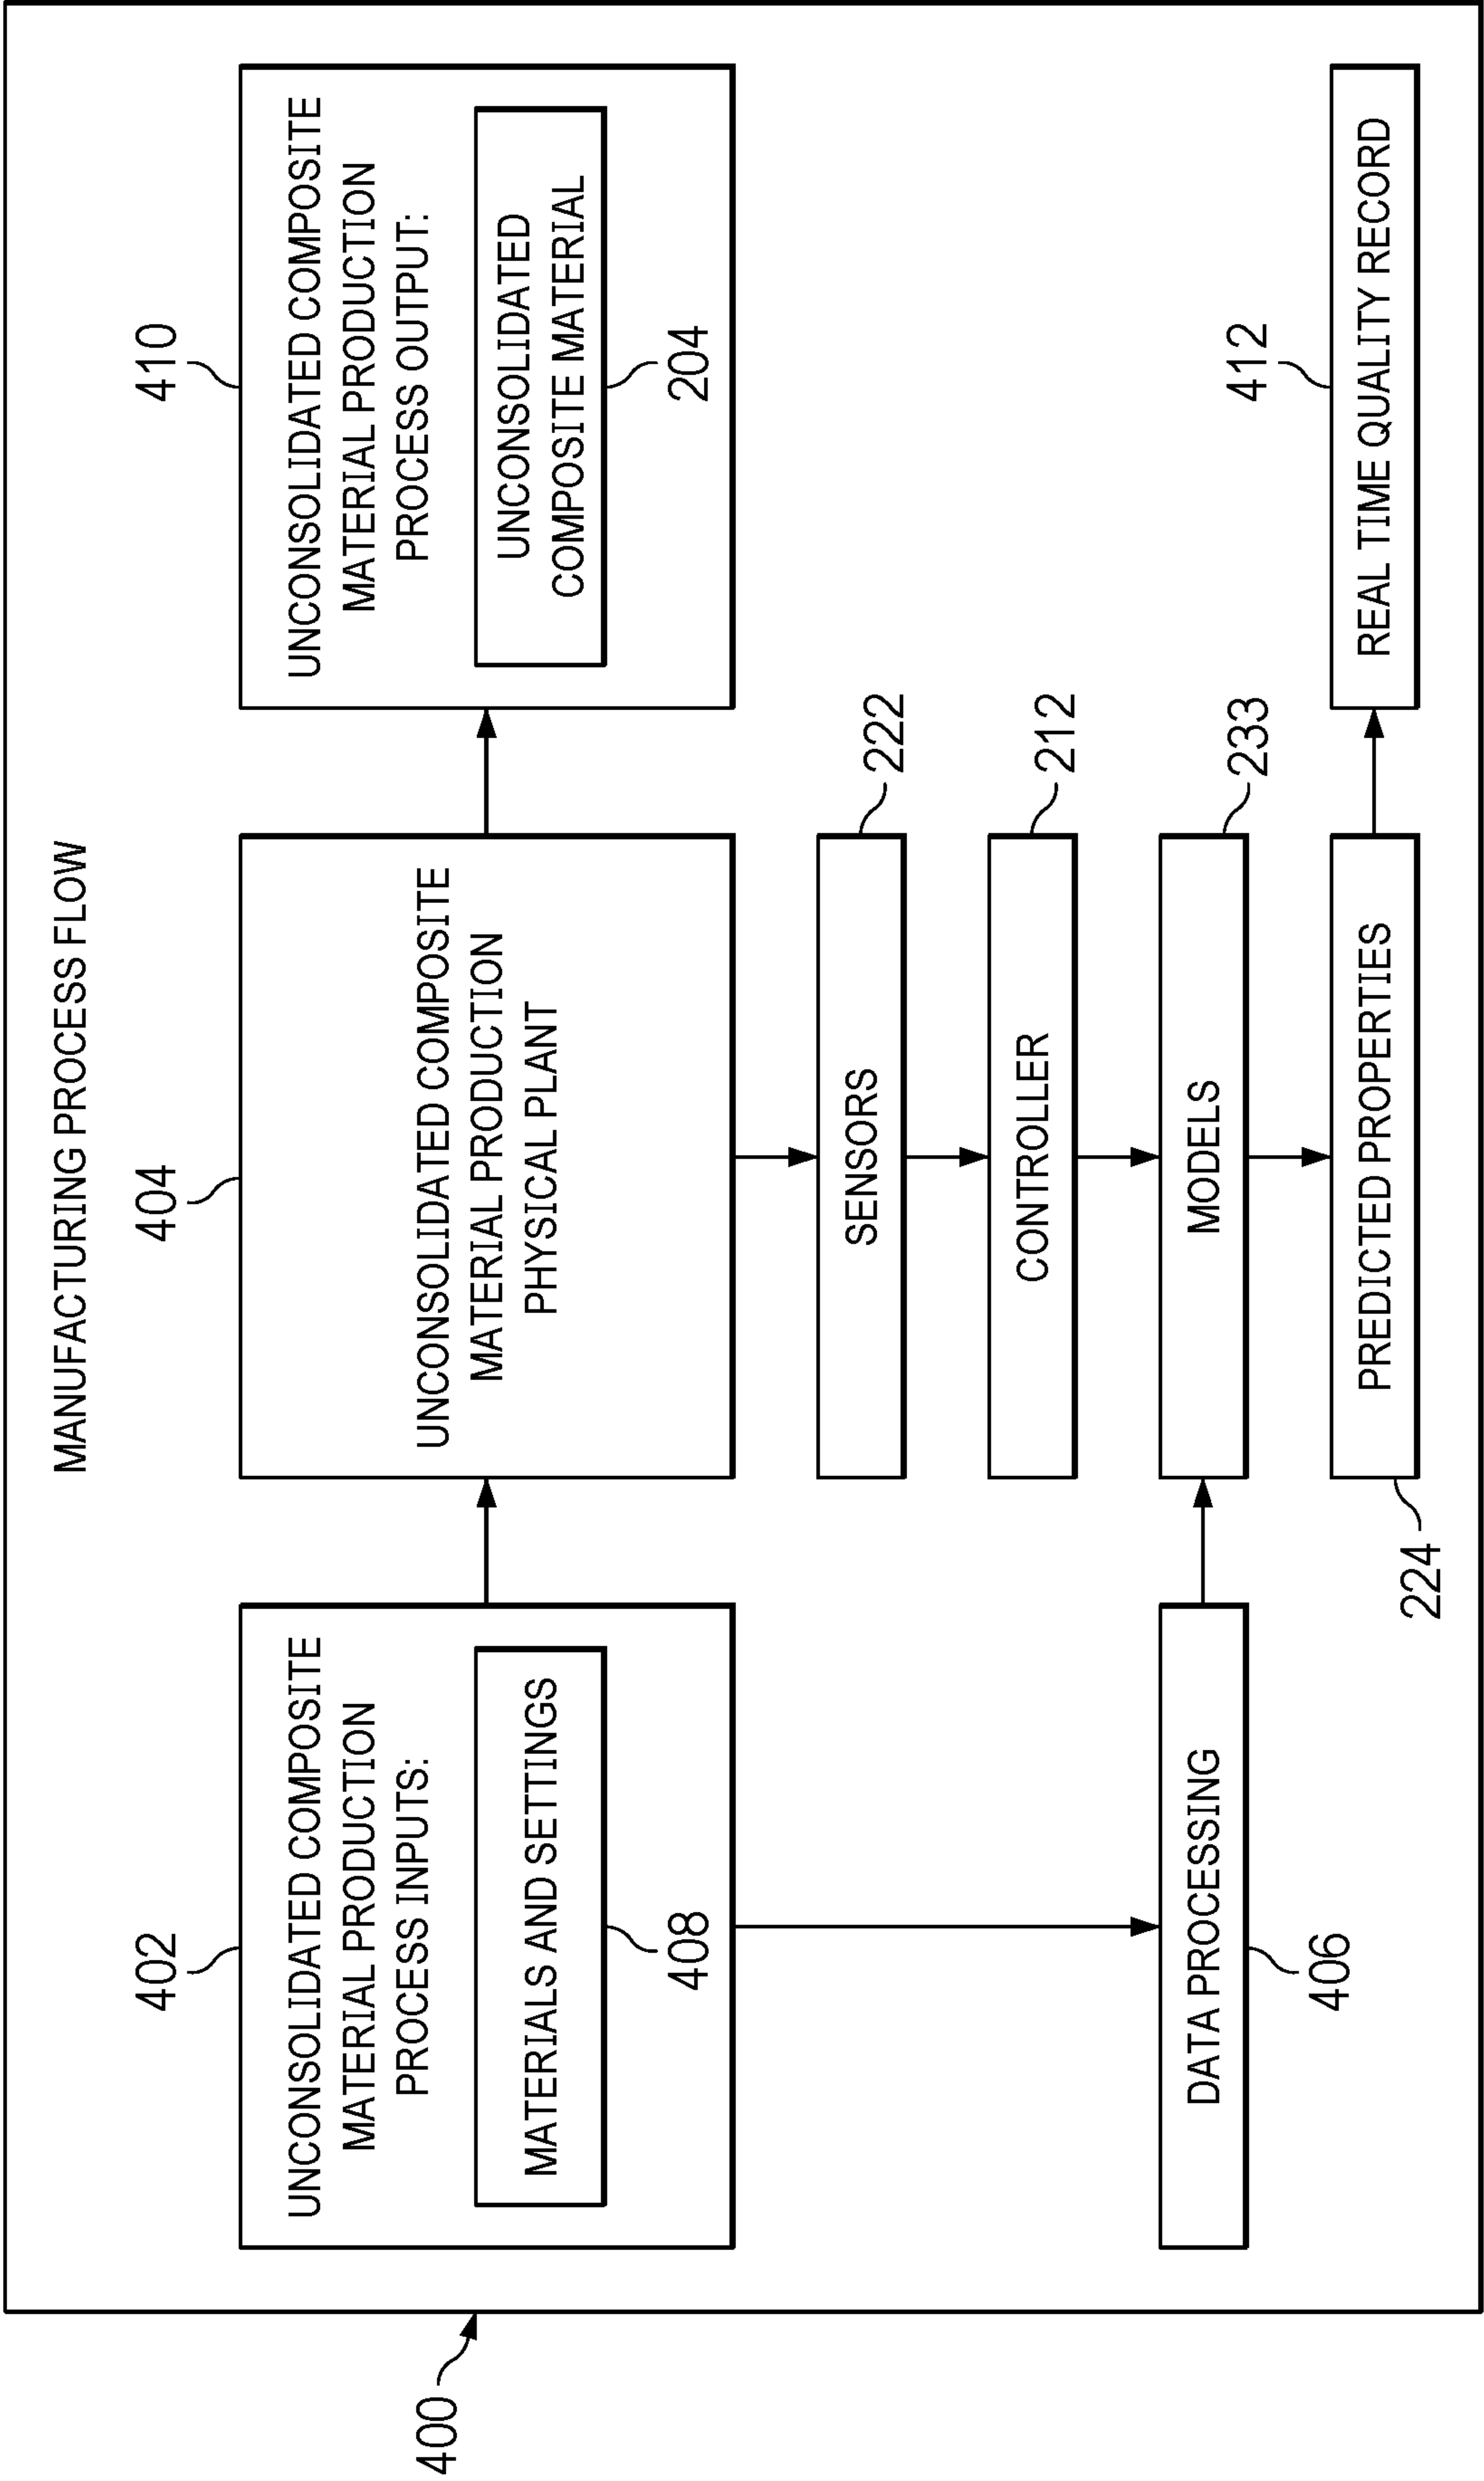 MANUFACTURING PROCESS FLOW
400
402
UNCONSOLIDATED COMPOSITE
MATERIAL PRODUCTION
PROCESS INPUTS:
MATERIALS AND SETTINGS
408
404
UNCONSOLIDATED COMPOSITE
MATERIAL PRODUCTION
PHYSICAL PLANT
410
UNCONSOLIDATED COMPOSITE
MATERIAL PRODUCTION
PROCESS OUTPUT:
UNCONSOLIDATED
COMPOSITE MATERIAL
204
SENSORS
222
CONTROLLER
212
DATA PROCESSING
406
MODELS
233
PREDICTED PROPERTIES
224
REAL TIME QUALITY RECORD
412